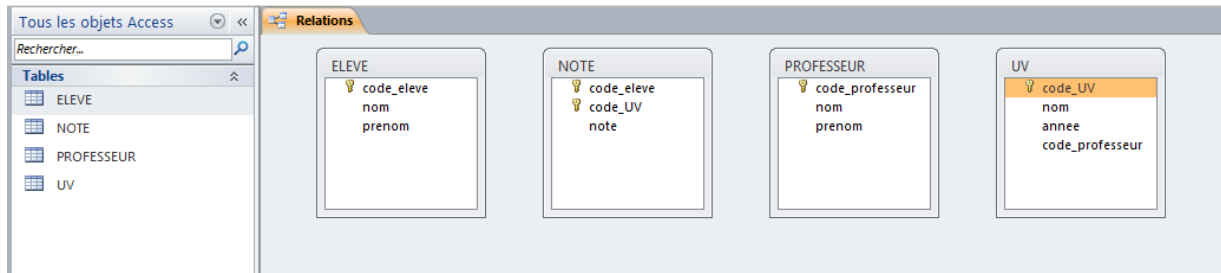 Tous les objets Access
Rechercher...
Tables
ELEVE
NOTE
PROFESSEUR
UV
Relations
ELEVE
code_eleve
nom
prenom
NOTE
code_eleve
code_UV
note
PROFESSEUR
code_professeur
nom
prenom
UV
code_UV
nom
annee
code_professeur